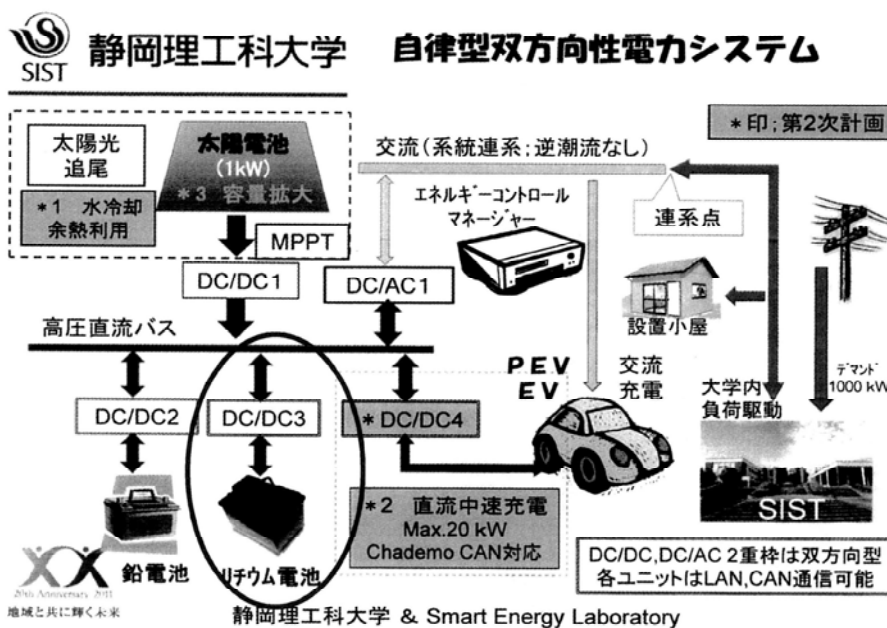 SIST
静岡理工科大学
自律型双方向性電力システム
太陽光
追尾
太陽電池
(1kW)
*3 容量拡大
*1 水冷却
余熱利用
MPPT
交流(系統連系;逆潮流なし)
*印;第2次計画
エネルギーコントロール
マネージャー
連系点
DC/DC1
DC/AC1
設置小屋
高圧直流バス
PEV
EV
交流
充電
大学内
負荷駆動
デマンド
1000 kW
DC/DC2
DC/DC3
* DC/DC4
SIST
*2 直流中速充電
Max.20 kW
Chademo CAN対応
鉛電池
リチウム電池
DC/DC,DC/AC 2重枠は双方向型
各ユニットはLAN,CAN通信可能
20th Anniversary 2011
地域と共に輝く未来
静岡理工科大学 & Smart Energy Laboratory